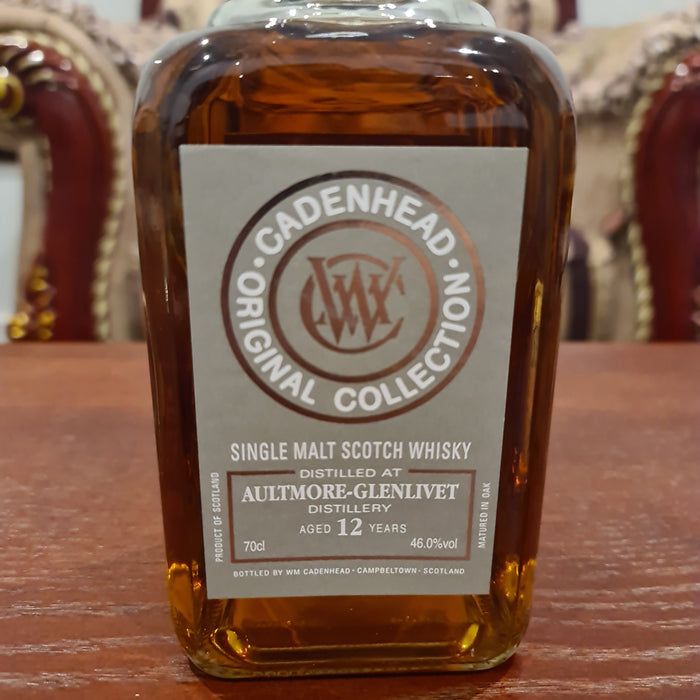 CADENHEAD
WC
ORIGINAL COLLECTION
SINGLE MALT SCOTCH WHISKY
DISTILLED AT
AULTMORE-GLENLIVET
DISTILLERY
AGED 12 YEARS
70cl 46.0%vol
PRODUCT OF SCOTLAND
MATURED IN OAK
BOTTLED BY WM CADENHEAD · CAMPBELTOWN · SCOTLAND